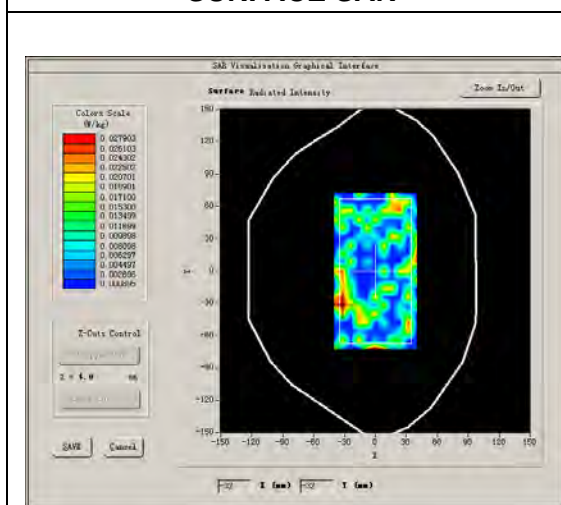 SURFACE SAR
SAR Visualisation Graphical Interface
Surface Radiated Intensity
Zoom In/Out
Colors Scale
(W/kg)
0.027903
0.026103
0.024302
0.022502
0.020701
0.018901
0.017100
0.015300
0.013499
0.011699
0.009898
0.008098
0.006297
0.004497
0.002696
0.000896
150
120
90
60
30
0
-30
-60
-90
-120
-150
Y
-150 -120 -90 -60 -30 0 30 60 90 120 150
X
Z-Cuts Control
Z = 4.0 mm
SAVE
Cancel
-32 X (mm) -32 Y (mm)